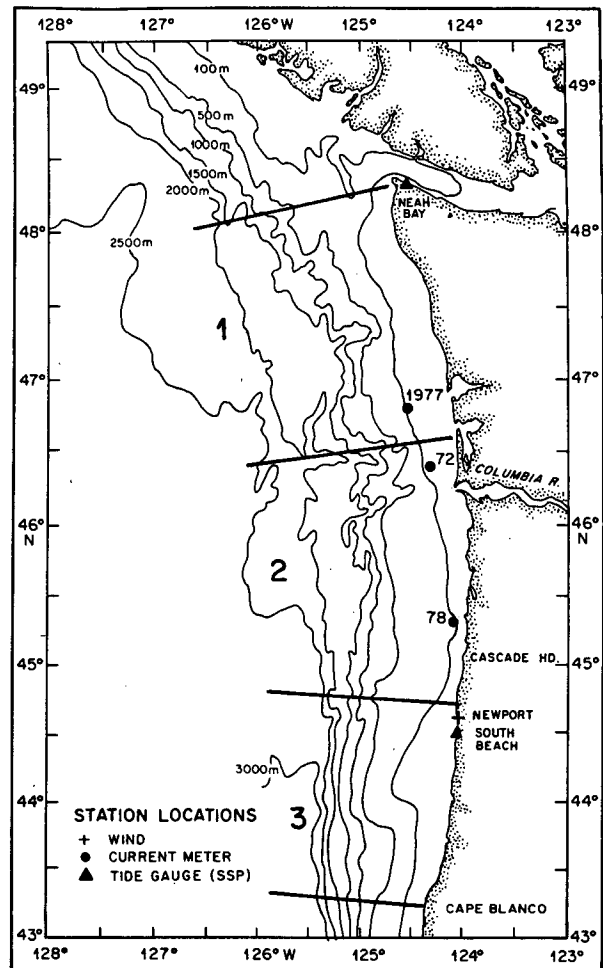 128° 127° 126°W 125° 124° 123°
49°
100m
500m
1000m
1500m
2000m
49°
NEAH
BAY
48°
48°
2500m
1
47°
1977
47°
72
COLUMBIA R.
46°
N
46°
N
2
78
45°
CASCADE HD.
45°
NEWPORT
SOUTH
BEACH
3000m
44°
44°
3
STATION LOCATIONS
+ WIND
● CURRENT METER
▲ TIDE GAUGE (SSP)
CAPE BLANCO
43°
43°
128° 127° 126°W 125° 124° 123°